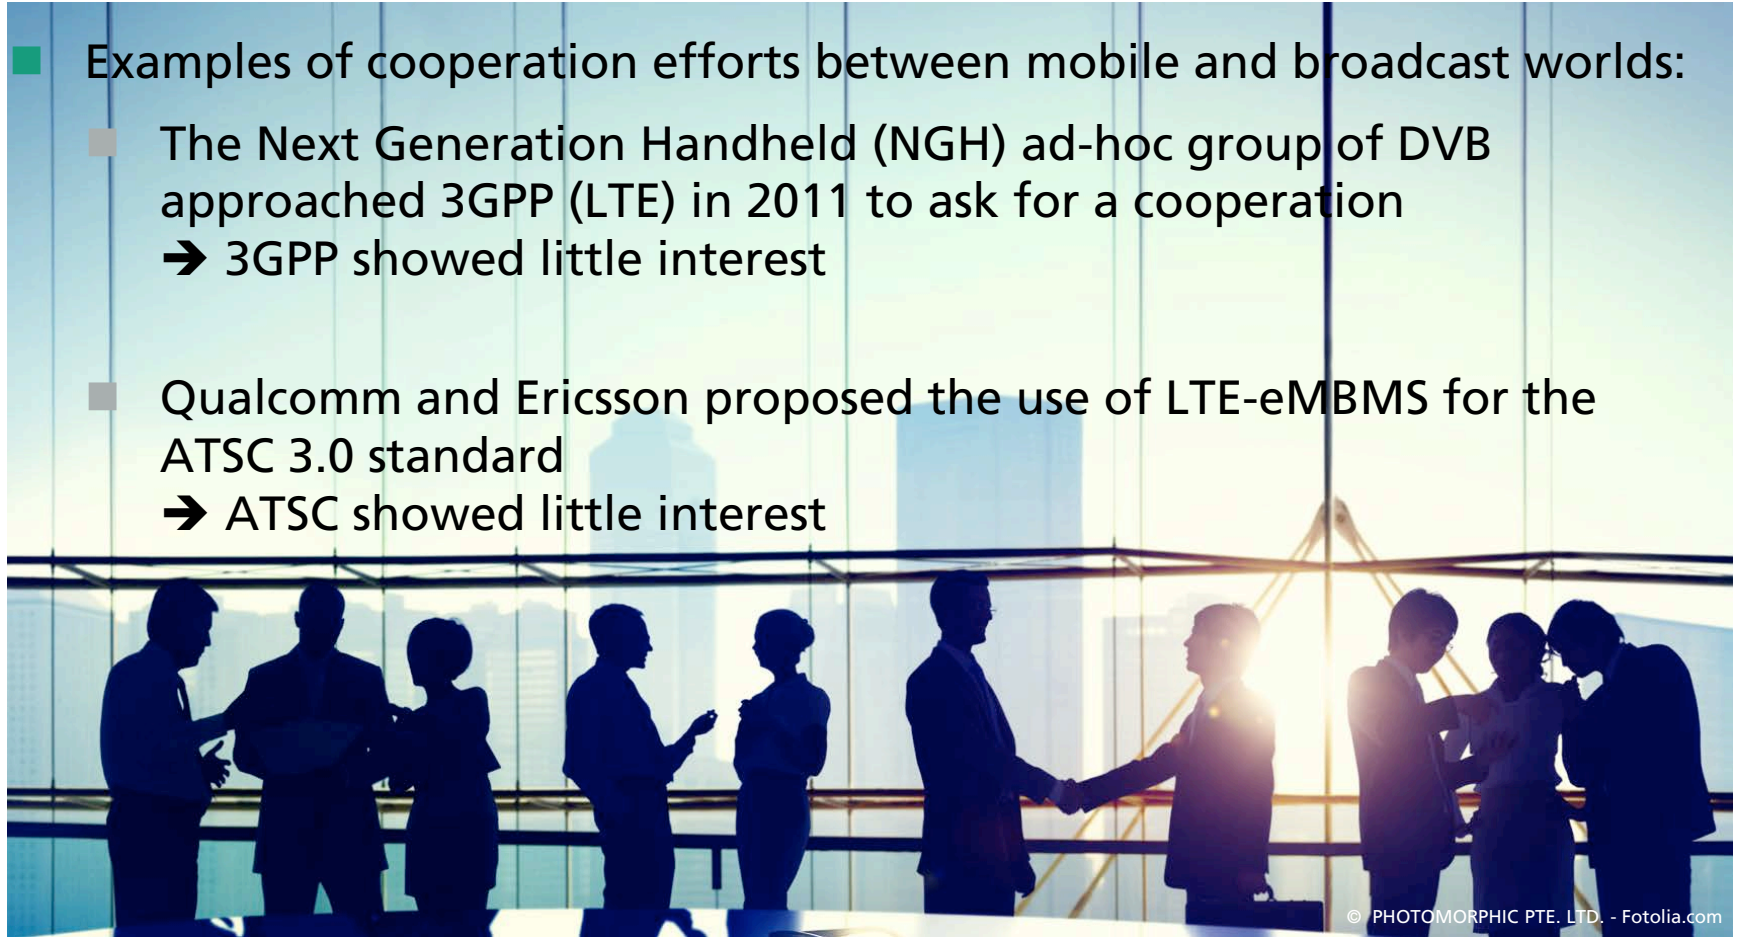 Examples of cooperation efforts between mobile and broadcast worlds:
The Next Generation Handheld (NGH) ad-hoc group of DVB
approached 3GPP (LTE) in 2011 to ask for a cooperation
➔ 3GPP showed little interest
Qualcomm and Ericsson proposed the use of LTE-eMBMS for the
ATSC 3.0 standard
➔ ATSC showed little interest
© PHOTOMORPHIC PTE. LTD. - Fotolia.com